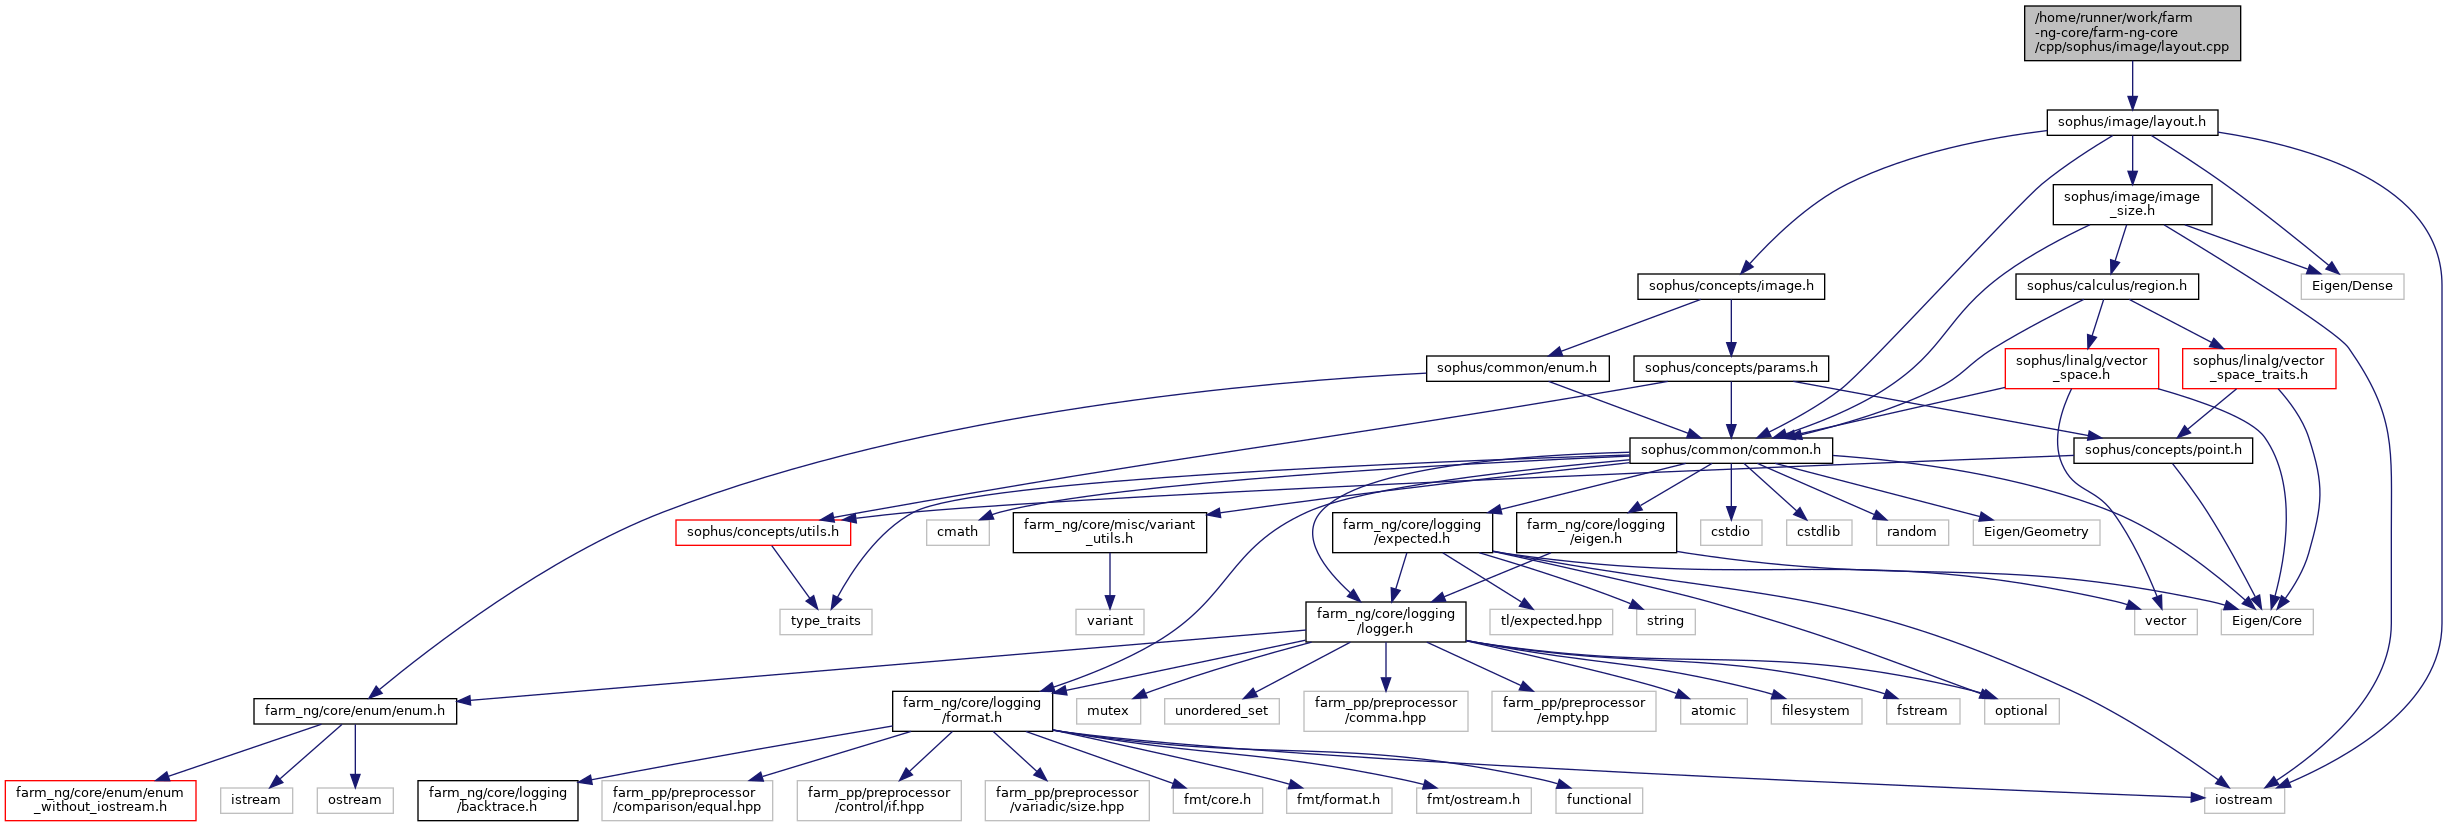 /home/runner/work/farm
-ng-core/farm-ng-core
/cpp/sophus/image/layout.cpp
sophus/image/layout.h
sophus/image/image
_size.h
sophus/concepts/image.h
sophus/calculus/region.h
Eigen/Dense
sophus/common/enum.h
sophus/concepts/params.h
sophus/linalg/vector
_space.h
sophus/linalg/vector
_space_traits.h
sophus/common/common.h
sophus/concepts/point.h
sophus/concepts/utils.h
cmath
farm_ng/core/misc/variant
_utils.h
farm_ng/core/logging
/expected.h
farm_ng/core/logging
/eigen.h
cstdio
cstdlib
random
Eigen/Geometry
type_traits
variant
farm_ng/core/logging
/logger.h
tl/expected.hpp
string
vector
Eigen/Core
farm_ng/core/enum/enum.h
farm_ng/core/logging
/format.h
mutex
unordered_set
farm_pp/preprocessor
/comma.hpp
farm_pp/preprocessor
/empty.hpp
atomic
filesystem
fstream
optional
farm_ng/core/enum/enum
_without_iostream.h
istream
ostream
farm_ng/core/logging
/backtrace.h
farm_pp/preprocessor
/comparison/equal.hpp
farm_pp/preprocessor
/control/if.hpp
farm_pp/preprocessor
/variadic/size.hpp
fmt/core.h
fmt/format.h
fmt/ostream.h
functional
iostream